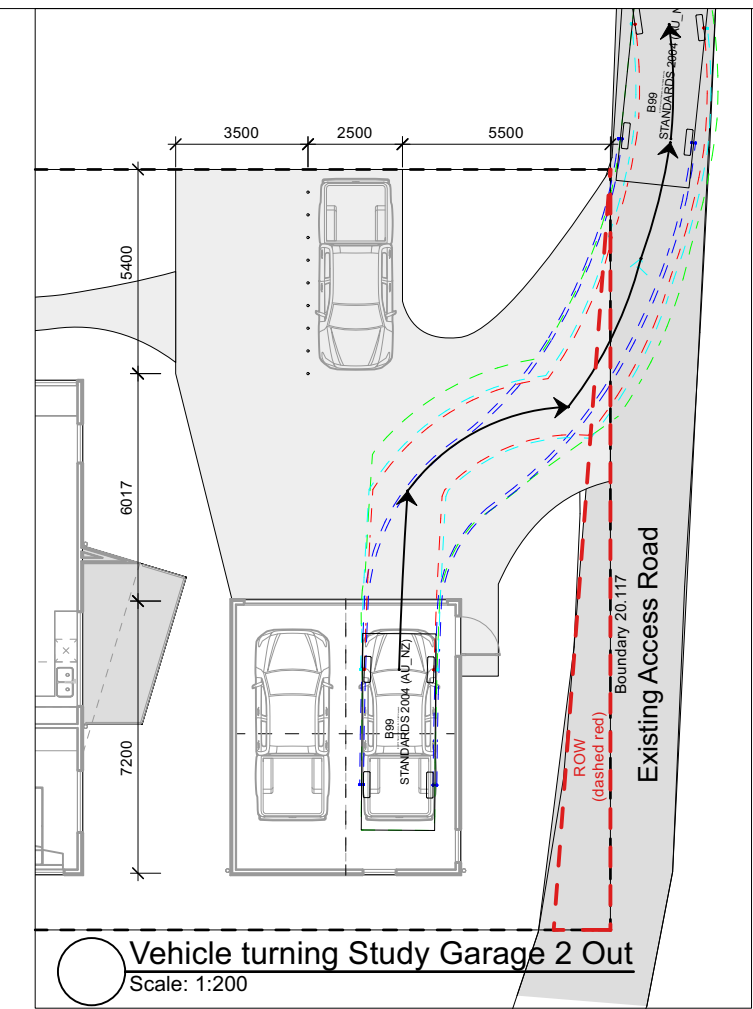 B99
STANDARDS 2004 (AU_NZ
3500
2500
5500
5400
6017
7200
B99
STANDARDS 2004 (AU_NZ)
Boundary 20.117
Existing Access Road
ROW
(dashed red)
Vehicle turning Study Garage 2 Out
Scale: 1:200